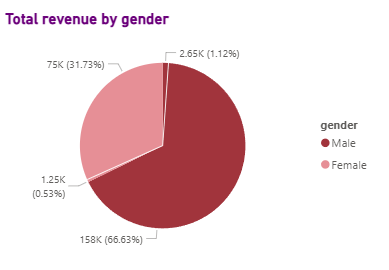 Total revenue by gender
2.65K (1.12%)
75K (31.73%)
gender
Male
Female
1.25K
(0.53%)
158K (66.63%)